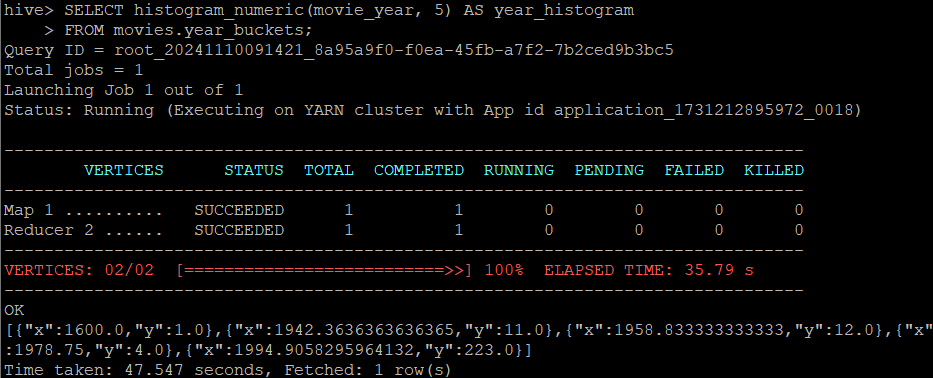 hive> SELECT histogram_numeric(movie_year, 5) AS year_histogram
    > FROM movies.year_buckets;
Query ID = root_20241110091421_8a95a9f0-f0ea-45fb-a7f2-7b2ced9b3bc5
Total jobs = 1
Launching Job 1 out of 1
Status: Running (Executing on YARN cluster with App id application_1731212895972_0018)
--------------------------------------------------------------------------------
        VERTICES      STATUS  TOTAL  COMPLETED  RUNNING  PENDING  FAILED  KILLED
--------------------------------------------------------------------------------
Map 1 ..........   SUCCEEDED      1          1        0        0       0       0
Reducer 2 ......   SUCCEEDED      1          1        0        0       0       0
--------------------------------------------------------------------------------
VERTICES: 02/02  [==========================>>] 100%  ELAPSED TIME: 35.79 s
--------------------------------------------------------------------------------
OK
[{"x":1600.0,"y":1.0},{"x":1942.3636363636365,"y":11.0},{"x":1958.833333333333,"y":12.0},{"x"
:1978.75,"y":4.0},{"x":1994.9058295964132,"y":223.0}]
Time taken: 47.547 seconds, Fetched: 1 row(s)